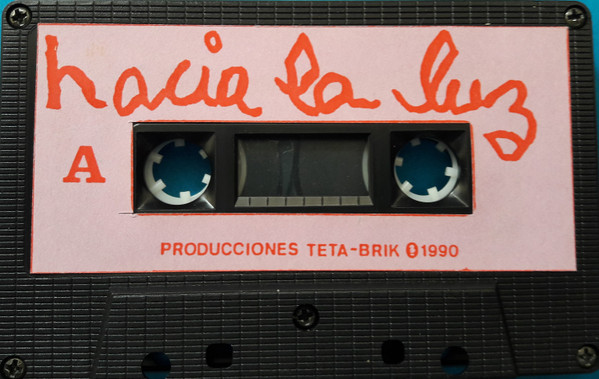 hacia la luz
A
PRODUCCIONES TETA-BRIK ℗1990